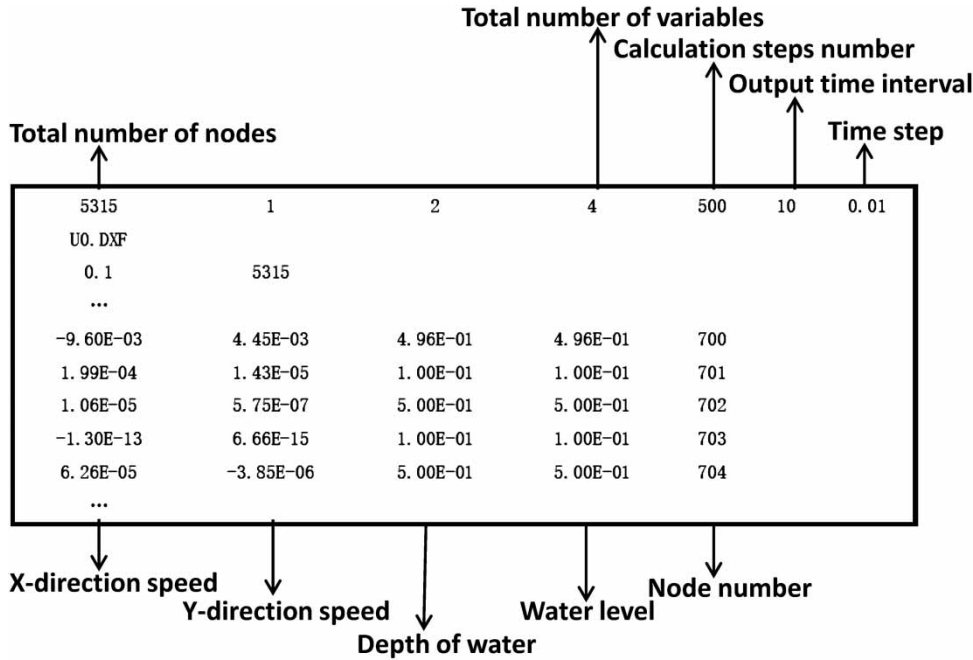 Total number of variables
Calculation steps number
Output time interval
Total number of nodes
Time step
5315 1 2 4 500 10 0.01
U0.DXF
0.1 5315
...
-9.60E-03 4.45E-03 4.96E-01 4.96E-01 700
1.99E-04 1.43E-05 1.00E-01 1.00E-01 701
1.06E-05 5.75E-07 5.00E-01 5.00E-01 702
-1.30E-13 6.66E-15 1.00E-01 1.00E-01 703
6.26E-05 -3.85E-06 5.00E-01 5.00E-01 704
...
X-direction speed
Y-direction speed
Depth of water
Water level
Node number